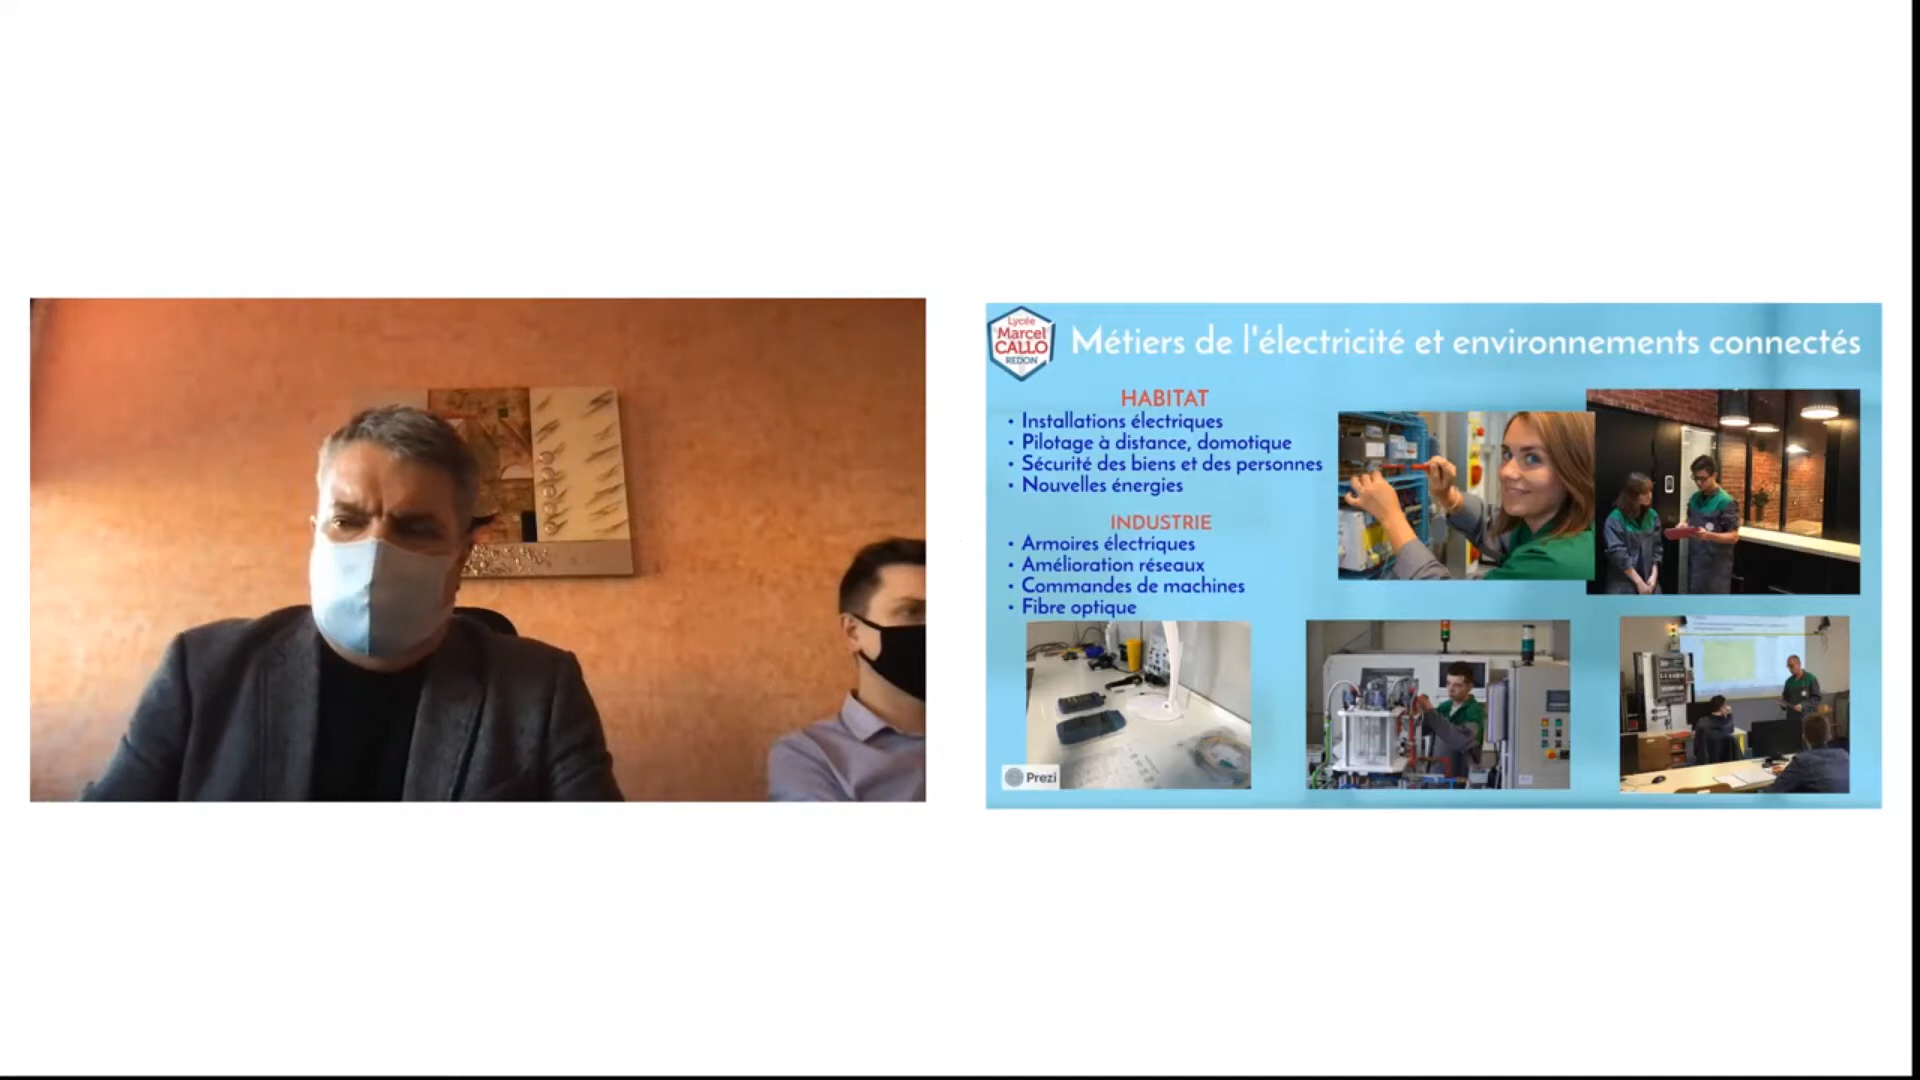 Lycée
Marcel
CALLO
REDON
Métiers de l'électricité et environnements connectés
HABITAT
• Installations électriques
• Pilotage à distance, domotique
• Sécurité des biens et des personnes
• Nouvelles énergies
INDUSTRIE
• Armoires électriques
• Amélioration réseaux
• Commandes de machines
• Fibre optique
Prezi